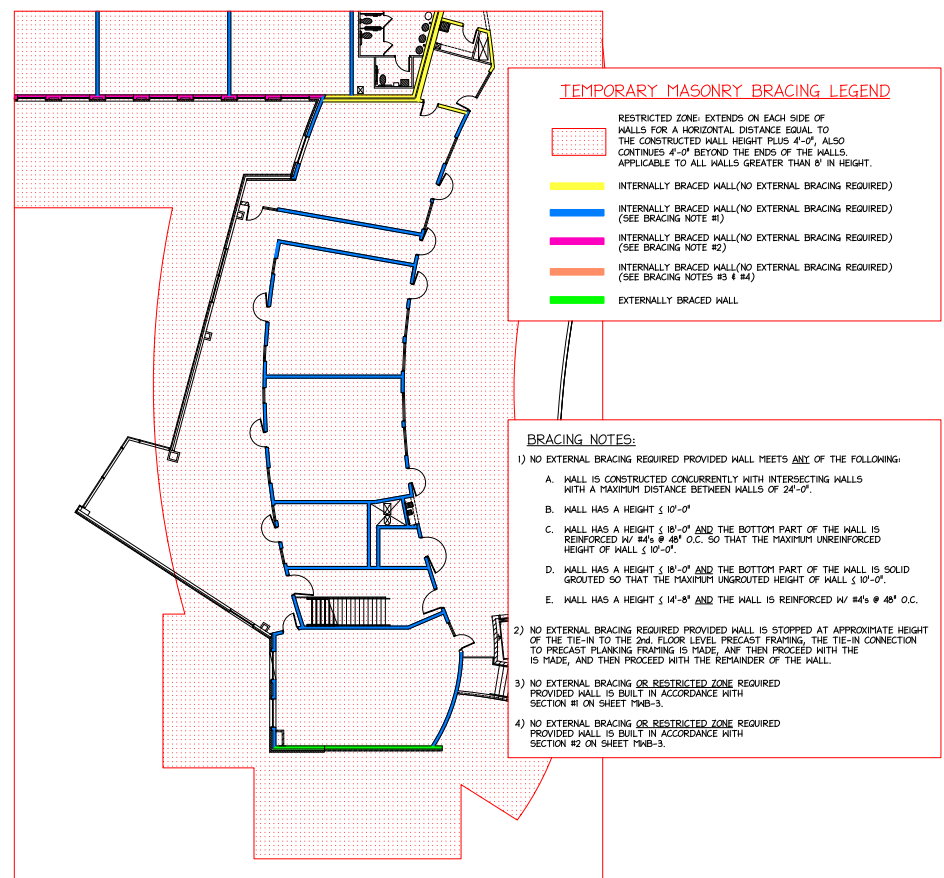 TEMPORARY MASONRY BRACING LEGEND
RESTRICTED ZONE: EXTENDS ON EACH SIDE OF
WALLS FOR A HORIZONTAL DISTANCE EQUAL TO
THE CONSTRUCTED WALL HEIGHT PLUS 4'-0", ALSO
CONTINUES 4'-0" BEYOND THE ENDS OF THE WALLS.
APPLICABLE TO ALL WALLS GREATER THAN 8' IN HEIGHT.
INTERNALLY BRACED WALL(NO EXTERNAL BRACING REQUIRED)
INTERNALLY BRACED WALL(NO EXTERNAL BRACING REQUIRED)
(SEE BRACING NOTE #1)
INTERNALLY BRACED WALL(NO EXTERNAL BRACING REQUIRED)
(SEE BRACING NOTE #2)
INTERNALLY BRACED WALL(NO EXTERNAL BRACING REQUIRED)
(SEE BRACING NOTES #3 & #4)
EXTERNALLY BRACED WALL
BRACING NOTES:
1) NO EXTERNAL BRACING REQUIRED PROVIDED WALL MEETS ANY OF THE FOLLOWING:
A. WALL IS CONSTRUCTED CONCURRENTLY WITH INTERSECTING WALLS
WITH A MAXIMUM DISTANCE BETWEEN WALLS OF 24'-0".
B. WALL HAS A HEIGHT ≤ 10'-0"
C. WALL HAS A HEIGHT ≤ 18'-0" AND THE BOTTOM PART OF THE WALL IS
REINFORCED W/ #4's @ 48" O.C. SO THAT THE MAXIMUM UNREINFORCED
HEIGHT OF WALL ≤ 10'-0".
D. WALL HAS A HEIGHT ≤ 18'-0" AND THE BOTTOM PART OF THE WALL IS SOLID
GROUTED SO THAT THE MAXIMUM UNGROUTED HEIGHT OF WALL ≤ 10'-0".
E. WALL HAS A HEIGHT ≤ 14'-8" AND THE WALL IS REINFORCED W/ #4's @ 48" O.C.
2) NO EXTERNAL BRACING REQUIRED PROVIDED WALL IS STOPPED AT APPROXIMATE HEIGHT
OF THE TIE-IN TO THE 2nd. FLOOR LEVEL PRECAST FRAMING, THE TIE-IN CONNECTION
TO PRECAST PLANKING FRAMING IS MADE, ANF THEN PROCEED WITH THE
IS MADE, AND THEN PROCEED WITH THE REMAINDER OF THE WALL.
3) NO EXTERNAL BRACING OR RESTRICTED ZONE REQUIRED
PROVIDED WALL IS BUILT IN ACCORDANCE WITH
SECTION #1 ON SHEET MWB-3.
4) NO EXTERNAL BRACING OR RESTRICTED ZONE REQUIRED
PROVIDED WALL IS BUILT IN ACCORDANCE WITH
SECTION #2 ON SHEET MWB-3.